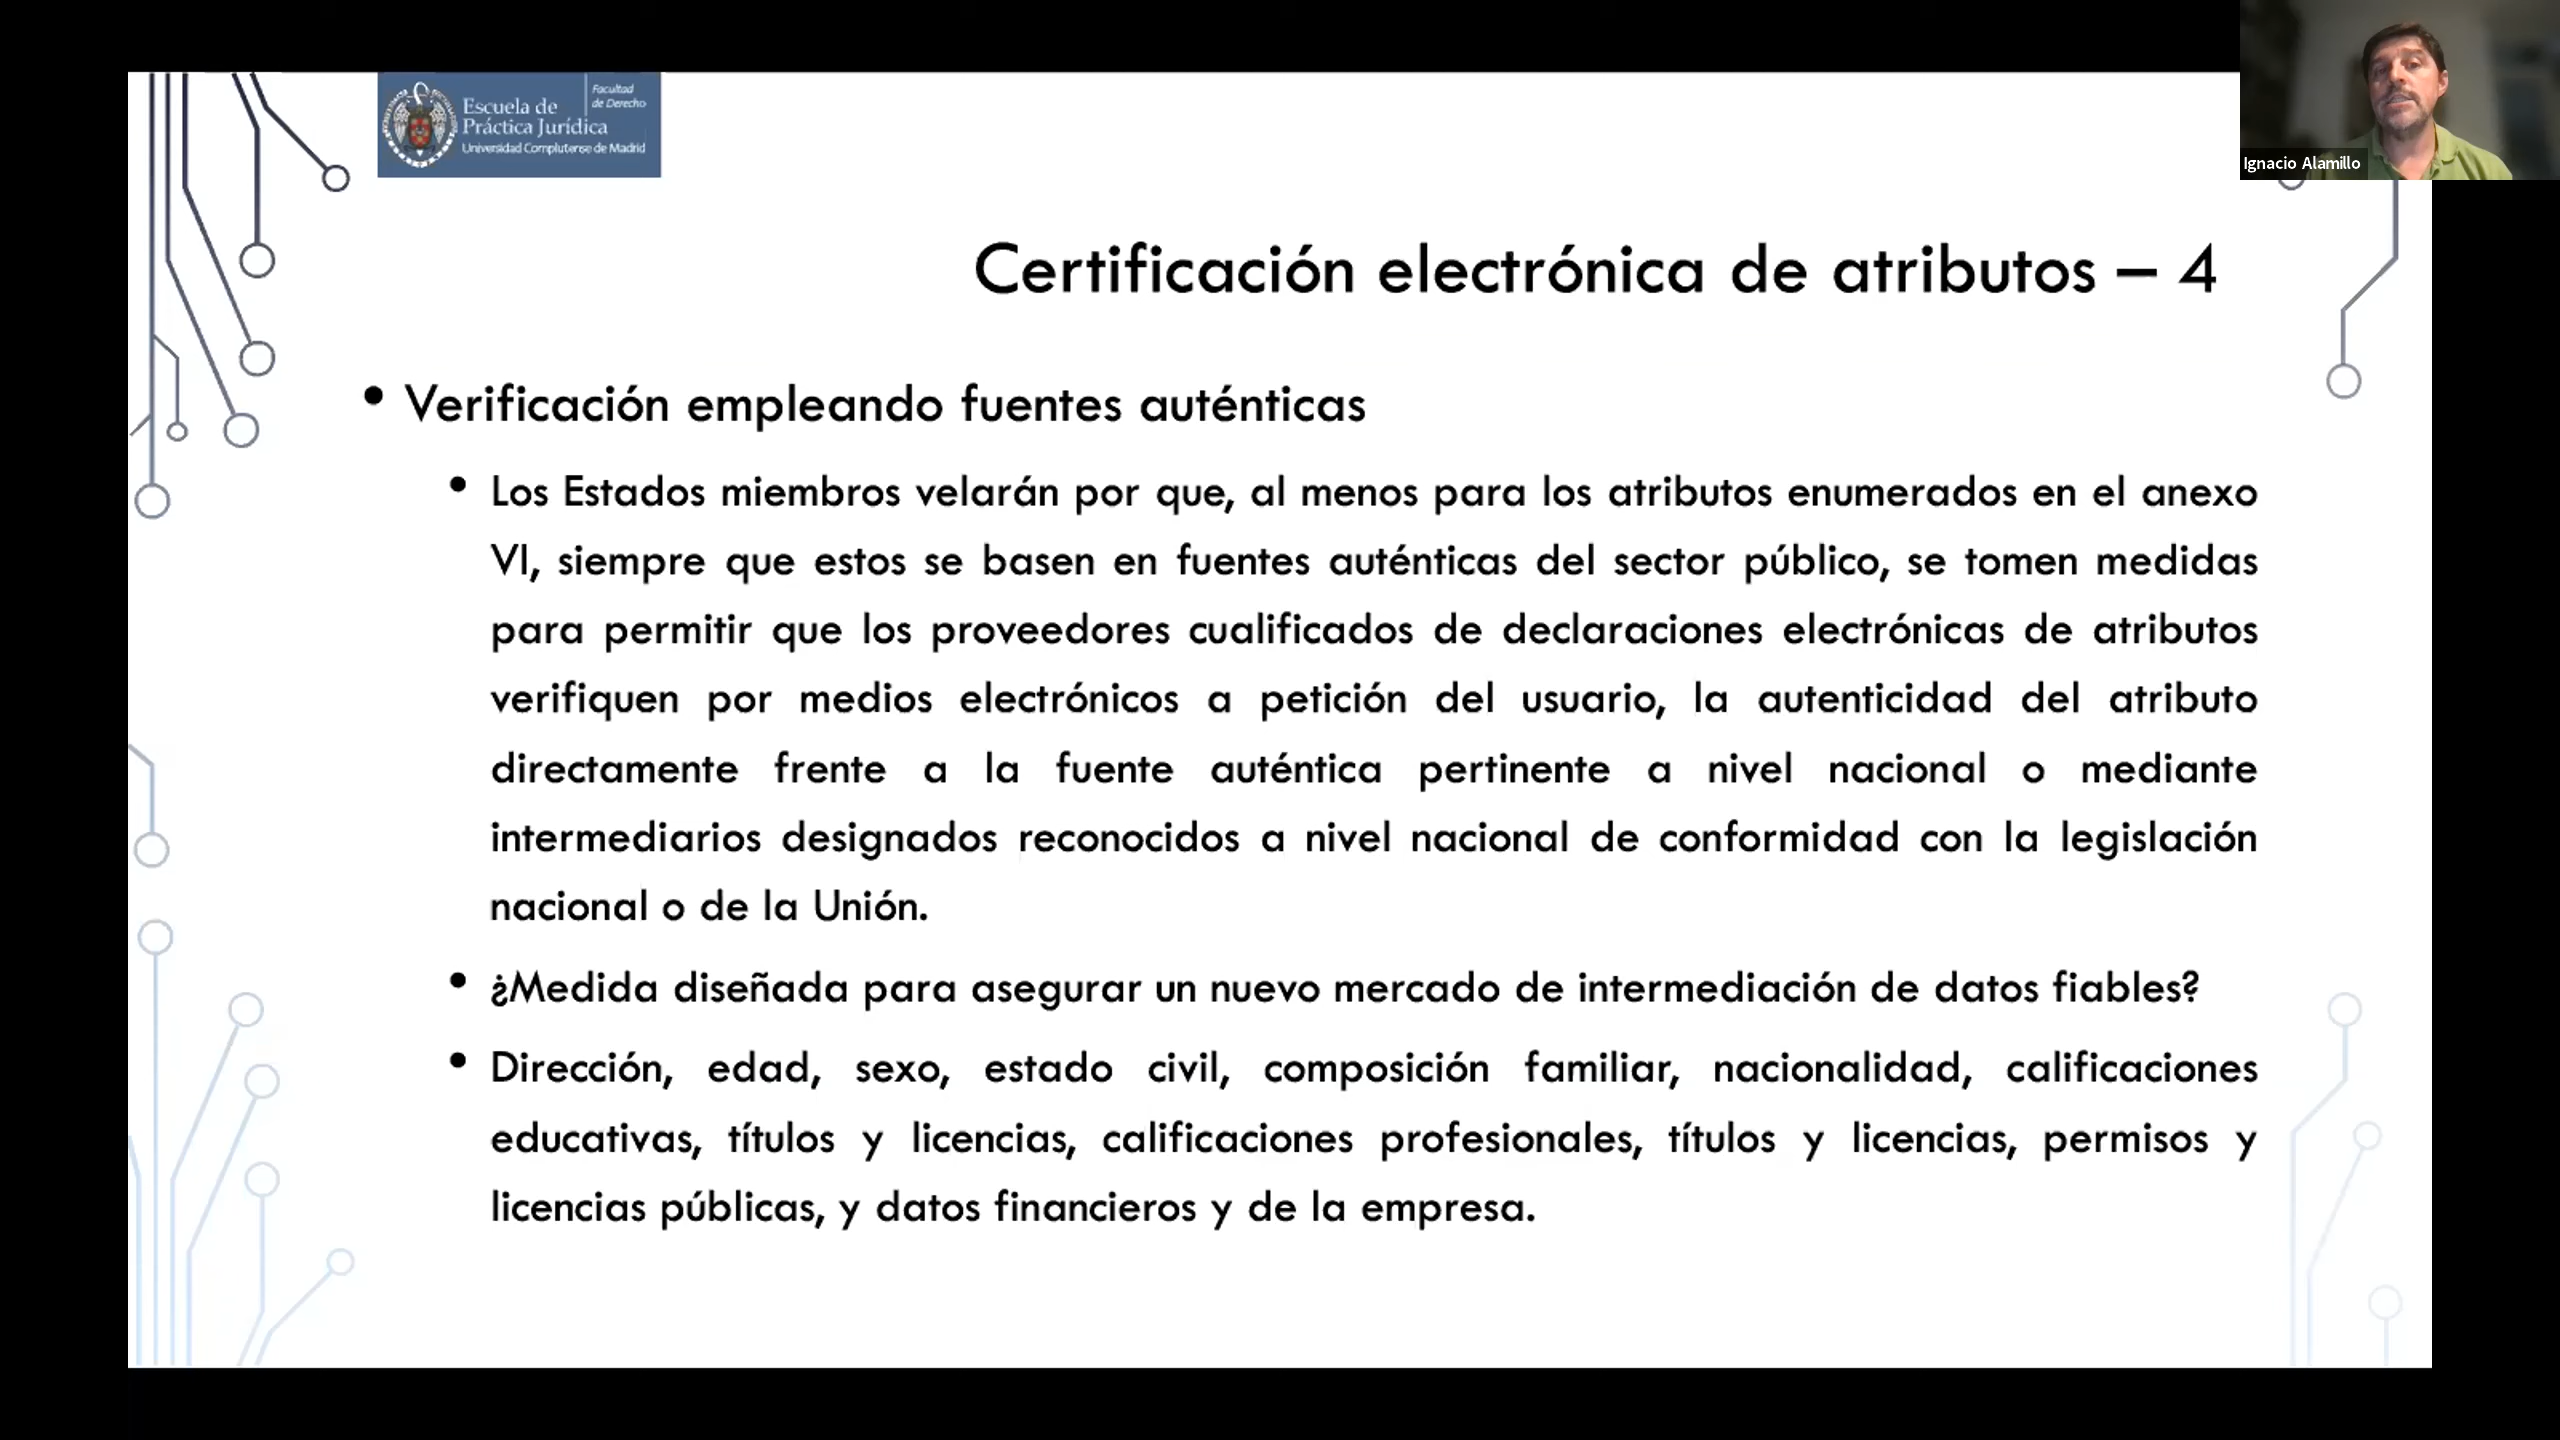 Escuela de
Práctica Jurídica
Universidad Complutense de Madrid
Facultad
de Derecho
Ignacio Alamillo
Certificación electrónica de atributos – 4
• Verificación empleando fuentes auténticas
• Los Estados miembros velarán por que, al menos para los atributos enumerados en el anexo
VI, siempre que estos se basen en fuentes auténticas del sector público, se tomen medidas
para permitir que los proveedores cualificados de declaraciones electrónicas de atributos
verifiquen por medios electrónicos a petición del usuario, la autenticidad del atributo
directamente frente a la fuente auténtica pertinente a nivel nacional o mediante
intermediarios designados reconocidos a nivel nacional de conformidad con la legislación
nacional o de la Unión.
• ¿Medida diseñada para asegurar un nuevo mercado de intermediación de datos fiables?
• Dirección, edad, sexo, estado civil, composición familiar, nacionalidad, calificaciones
educativas, títulos y licencias, calificaciones profesionales, títulos y licencias, permisos y
licencias públicas, y datos financieros y de la empresa.